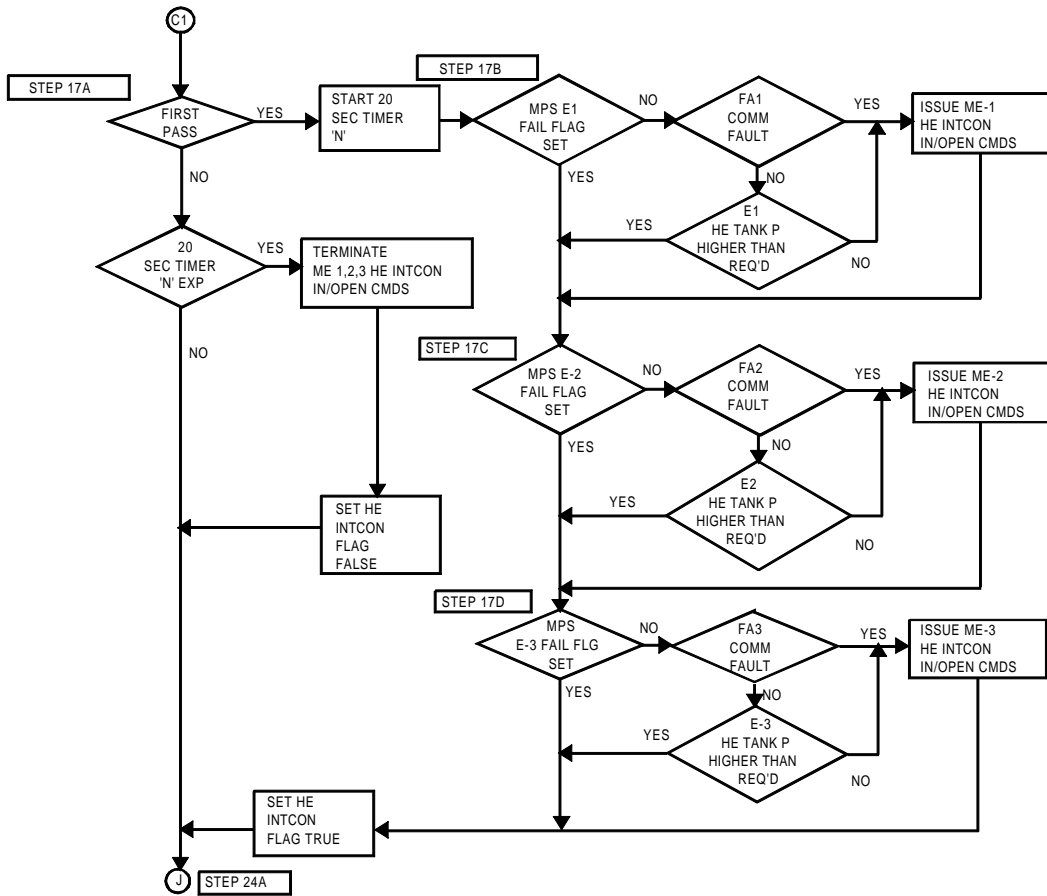 C1
STEP 17A
FIRST
PASS
YES
NO
START 20
SEC TIMER
'N'
STEP 17B
MPS E1
FAIL FLAG
SET
NO
YES
FA1
COMM
FAULT
YES
NO
ISSUE ME-1
HE INTCON
IN/OPEN CMDS
E1
HE TANK P
HIGHER THAN
REQ'D
YES
NO
20
SEC TIMER
'N' EXP
YES
NO
TERMINATE
ME 1,2,3 HE INTCON
IN/OPEN CMDS
SET HE
INTCON
FLAG
FALSE
STEP 17C
MPS E-2
FAIL FLAG
SET
NO
YES
FA2
COMM
FAULT
YES
NO
ISSUE ME-2
HE INTCON
IN/OPEN CMDS
E2
HE TANK P
HIGHER THAN
REQ'D
YES
NO
STEP 17D
MPS
E-3 FAIL FLG
SET
NO
YES
FA3
COMM
FAULT
YES
NO
ISSUE ME-3
HE INTCON
IN/OPEN CMDS
E-3
HE TANK P
HIGHER THAN
REQ'D
YES
NO
SET HE
INTCON
FLAG TRUE
J
STEP 24A